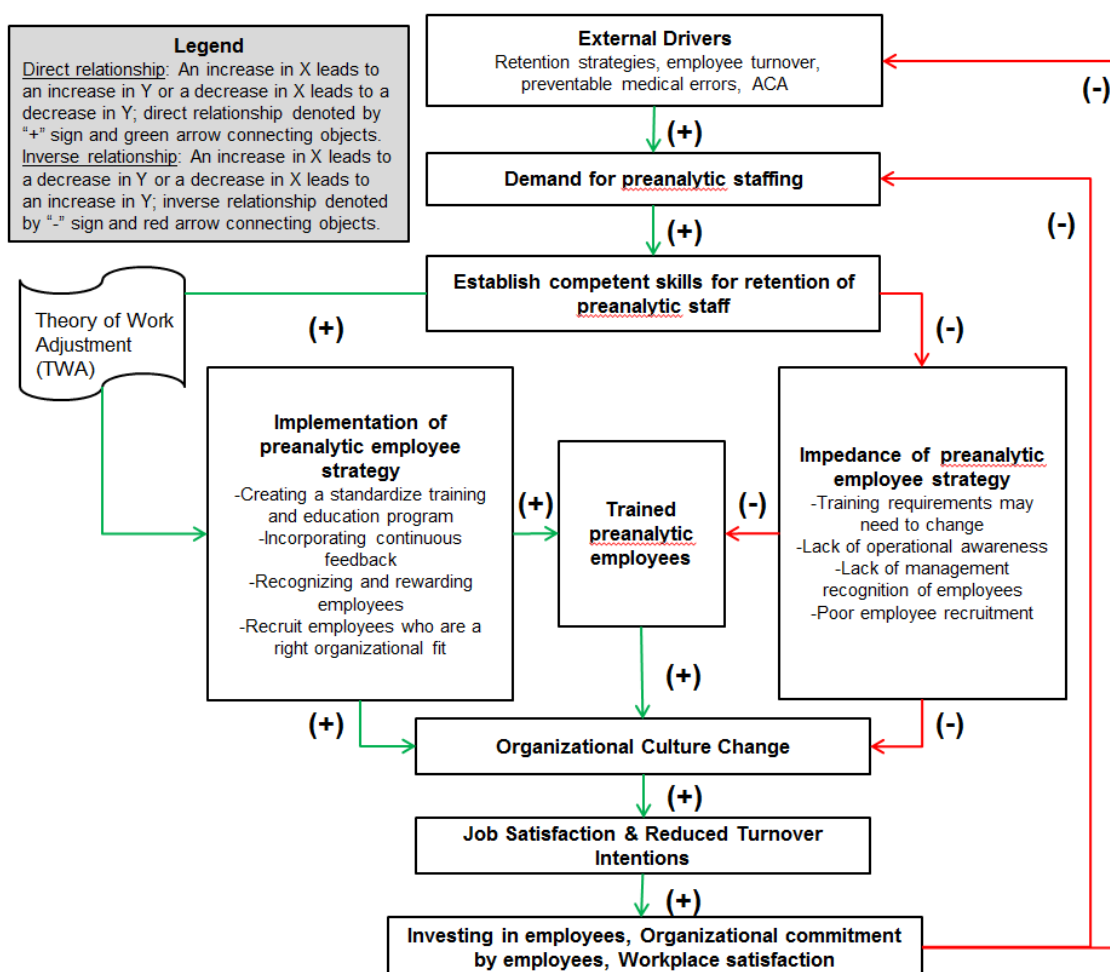 Legend
Direct relationship: An increase in X leads to
an increase in Y or a decrease in X leads to a
decrease in Y; direct relationship denoted by
“+” sign and green arrow connecting objects.
Inverse relationship: An increase in X leads to
a decrease in Y or a decrease in X leads to
an increase in Y; inverse relationship denoted
by “-” sign and red arrow connecting objects.
External Drivers
Retention strategies, employee turnover,
preventable medical errors, ACA
(-)
(+)
Demand for preanalytic staffing
(-)
(+)
Establish competent skills for retention of
preanalytic staff
Theory of Work
Adjustment
(TWA)
(+)
(-)
Implementation of
preanalytic employee
strategy
-Creating a standardize training
and education program
-Incorporating continuous
feedback
-Recognizing and rewarding
employees
-Recruit employees who are a
right organizational fit
(+)
Trained
preanalytic
employees
(-)
Impedance of preanalytic
employee strategy
-Training requirements may
need to change
-Lack of operational awareness
-Lack of management
recognition of employees
-Poor employee recruitment
(+)
(+)
(-)
Organizational Culture Change
(+)
Job Satisfaction & Reduced Turnover
Intentions
(+)
Investing in employees, Organizational commitment
by employees, Workplace satisfaction